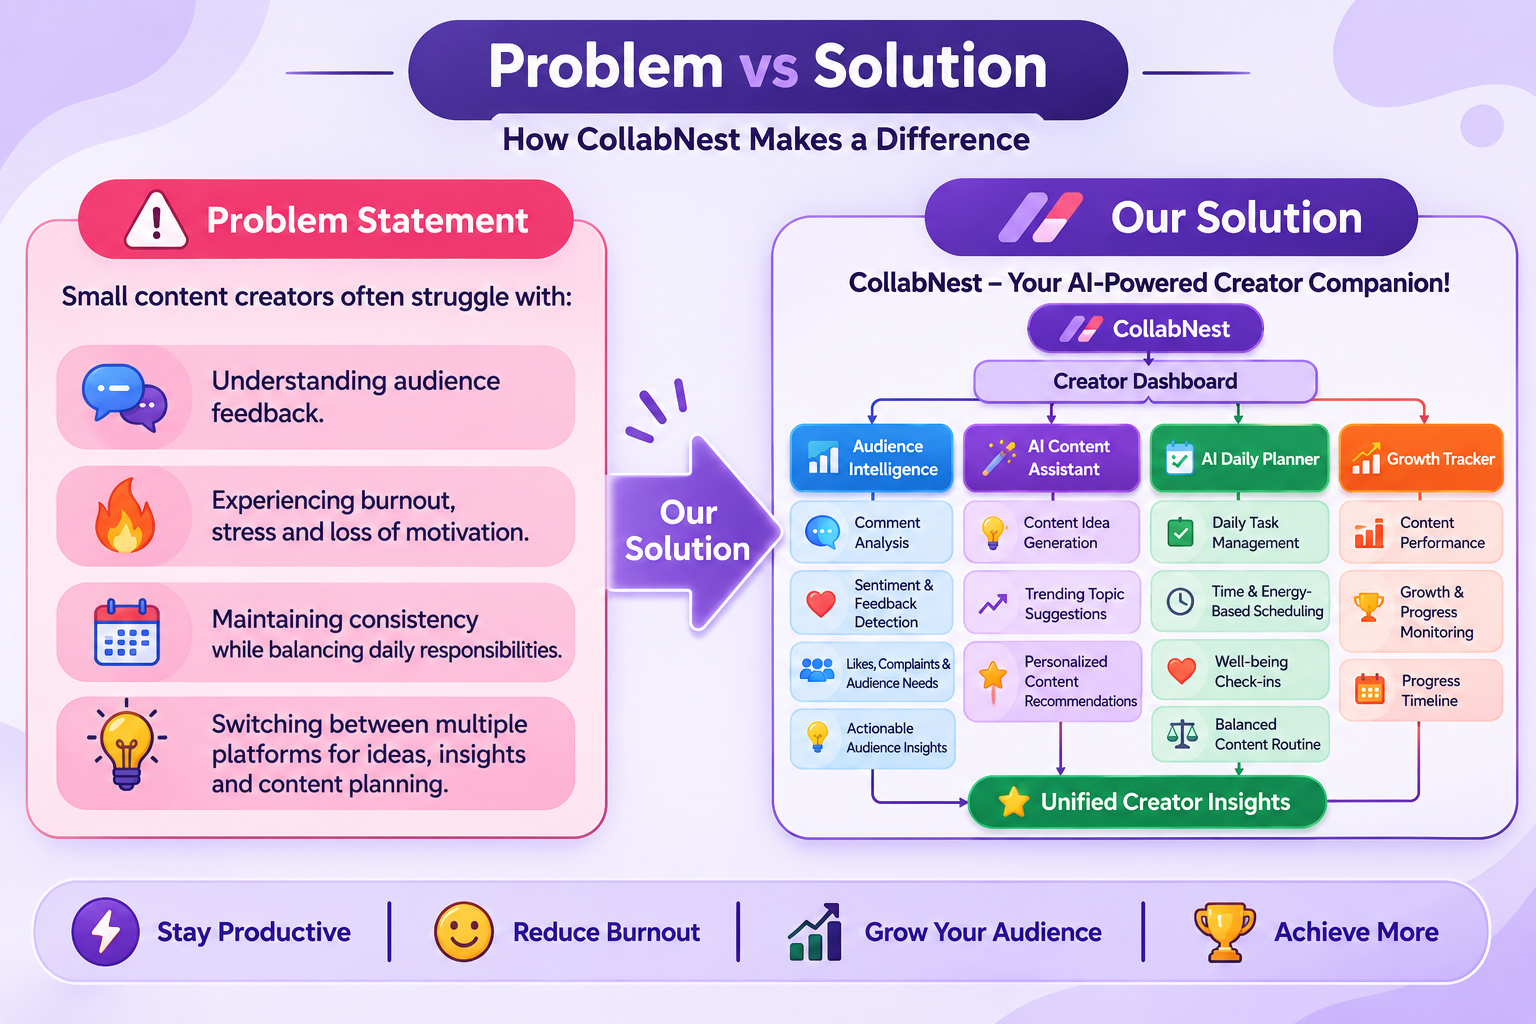 Problem vs Solution
How CollabNest Makes a Difference
Problem Statement
Small content creators often struggle with:
Understanding audience
feedback.
Experiencing burnout,
stress and loss of motivation.
Maintaining consistency
while balancing daily responsibilities.
Switching between multiple
platforms for ideas, insights
and content planning.
Our
Solution
Our Solution
CollabNest – Your AI-Powered Creator Companion!
CollabNest
Creator Dashboard
Audience
Intelligence
Comment
Analysis
Sentiment &
Feedback
Detection
Likes, Complaints &
Audience Needs
Actionable
Audience Insights
AI Content
Assistant
Content Idea
Generation
Trending Topic
Suggestions
Personalized
Content
Recommendations
AI Daily Planner
Daily Task
Management
Time & Energy-
Based Scheduling
Well-being
Check-ins
Balanced
Content Routine
Growth Tracker
Content
Performance
Growth &
Progress
Monitoring
Progress
Timeline
Unified Creator Insights
Stay Productive
Reduce Burnout
Grow Your Audience
Achieve More